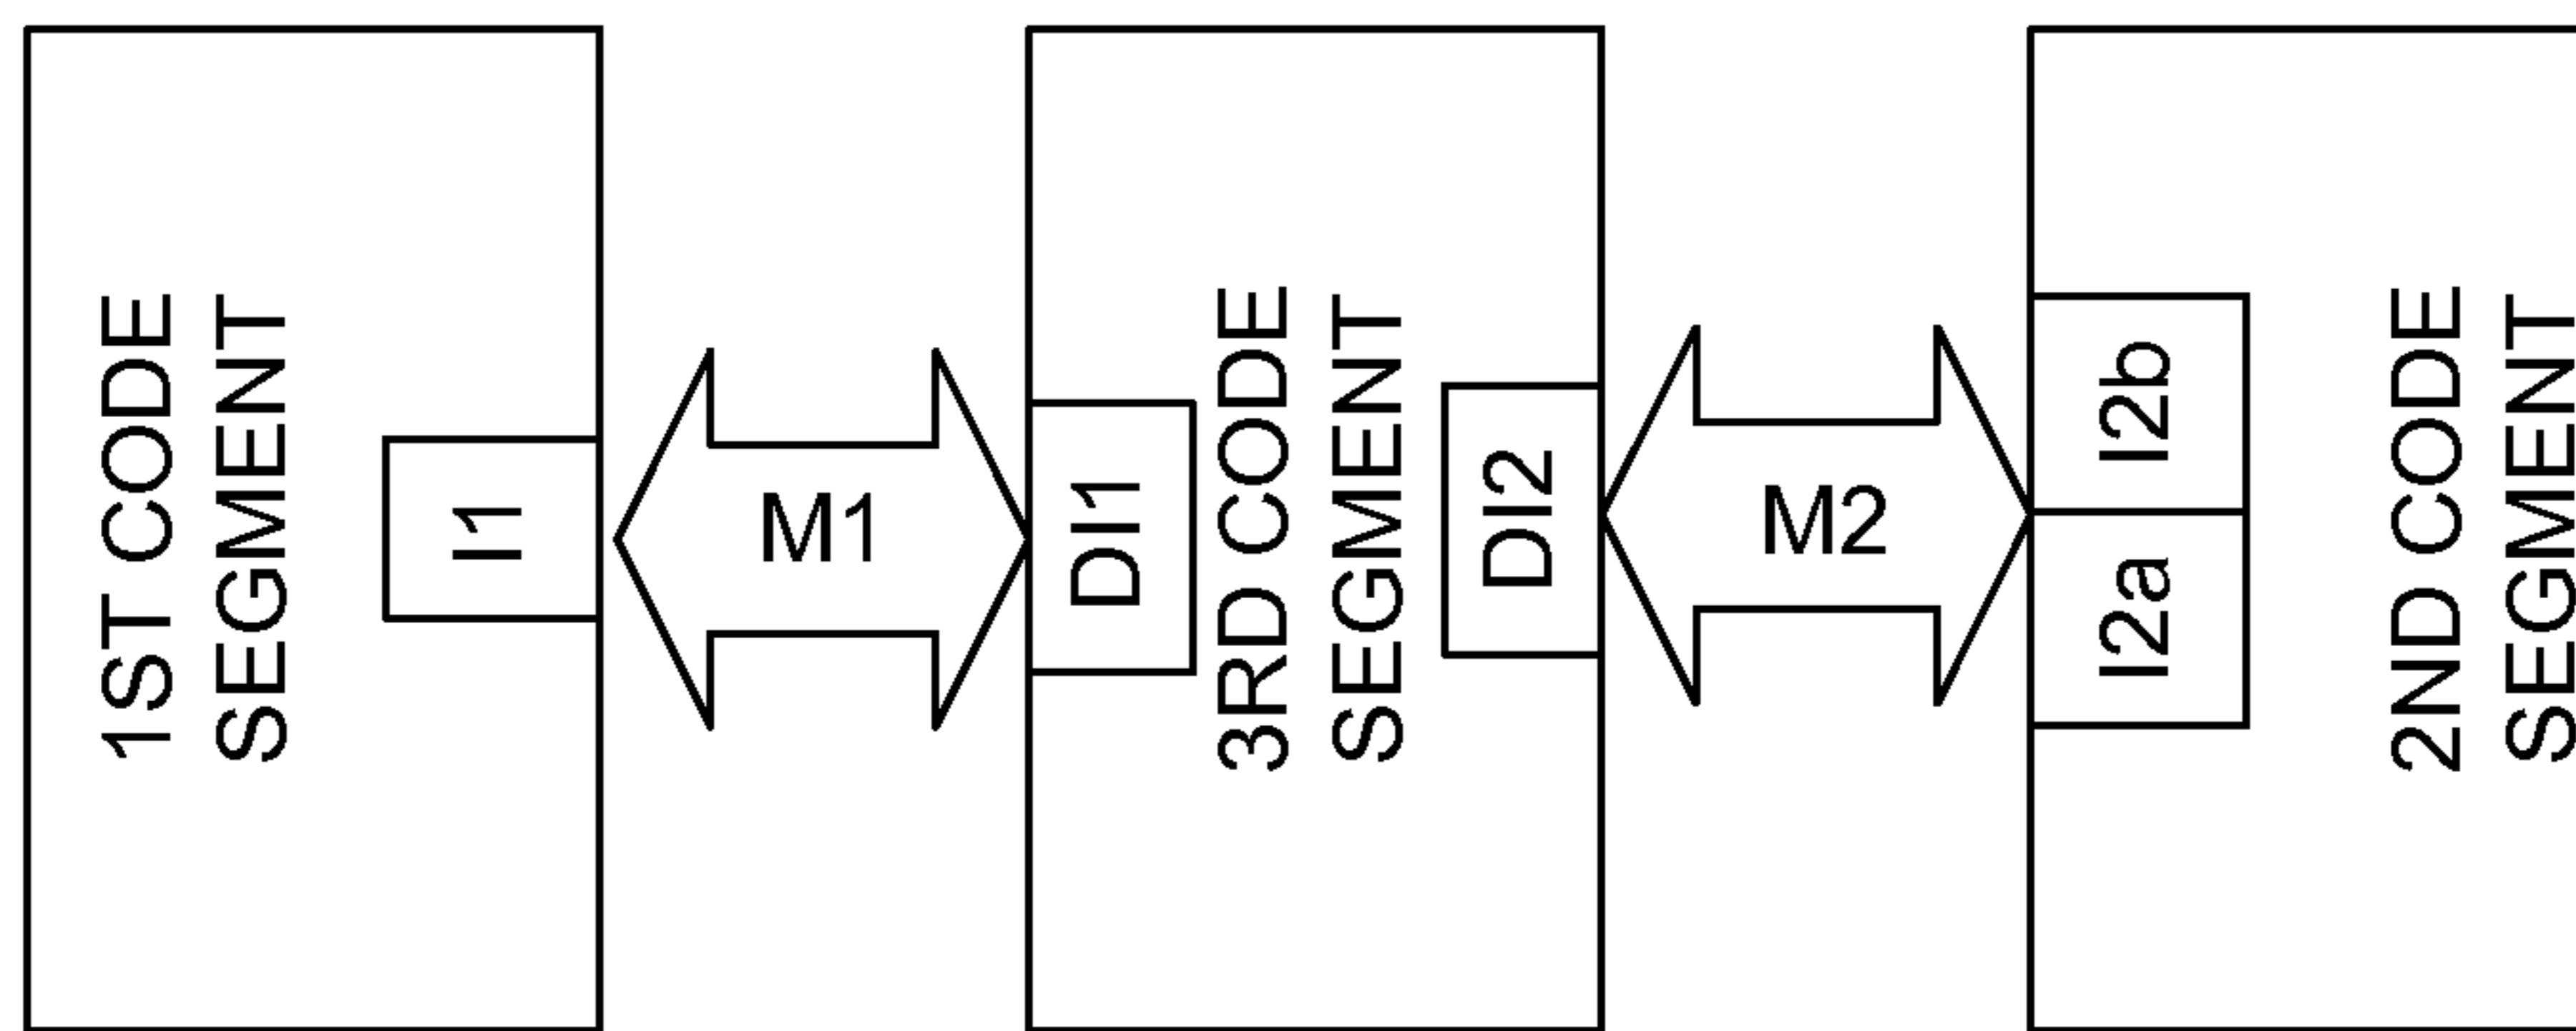 1ST CODE
SEGMENT
I1
M1
DI1
3RD CODE
SEGMENT
DI2
M2
I2b
I2a
2ND CODE
SEGMENT